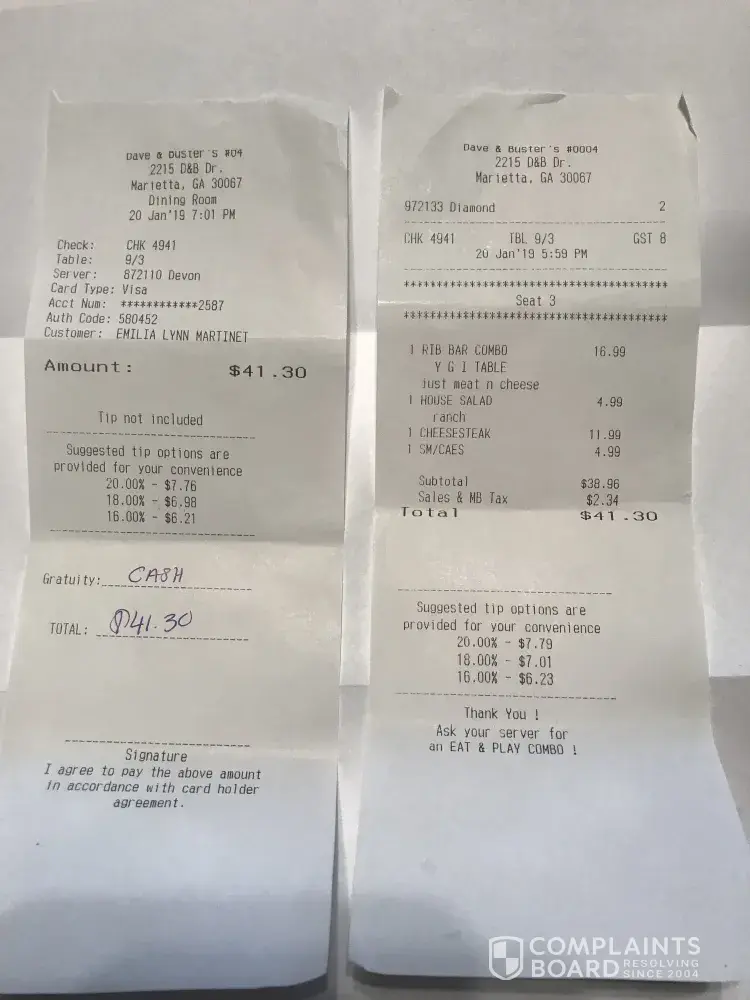 Dave & Buster's #04
2215 D&B Dr.
Marietta, GA 30067
Dining Room
20 Jan'19 7:01 PM
Check: CHK 4941
Table: 9/3
Server: 872110 Devon
Card Type: Visa
Acct Num: ************2587
Auth Code: 580452
Customer: EMILIA LYNN MARTINET
Amount: $41.30
Tip not included
Suggested tip options are
provided for your convenience
20.00% - $7.76
18.00% - $6.98
16.00% - $6.21
Gratuity: CASH
TOTAL: $41.30
Signature
I agree to pay the above amount
in accordance with card holder
agreement.
Dave & Buster's #0004
2215 D&B Dr.
Marietta, GA 30067
972133 Diamond 2
CHK 4941 TBL 9/3 GST 8
20 Jan'19 5:59 PM
Seat 3
1 RIB BAR COMBO 16.99
Y G I TABLE
just meat n cheese
1 HOUSE SALAD 4.99
ranch
1 CHEESESTEAK 11.99
1 SM/CAES 4.99
Subtotal $38.96
Sales & MB Tax $2.34
Total $41.30
Suggested tip options are
provided for your convenience
20.00% - $7.79
18.00% - $7.01
16.00% - $6.23
Thank You !
Ask your server for
an EAT & PLAY COMBO !
COMPLAINTS
BOARD RESOLVING
SINCE 2004